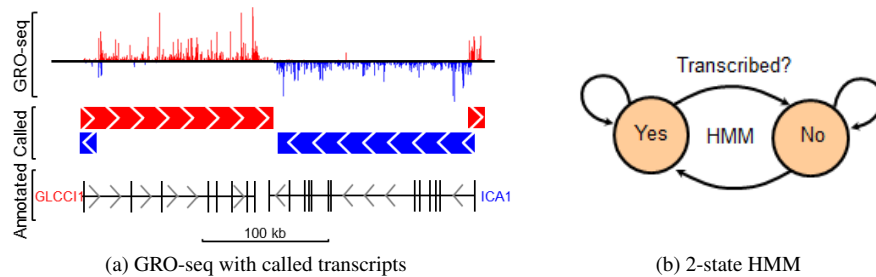 GRO-seq
Called
Annotated
GLCCI1
ICA1
100 kb
(a) GRO-seq with called transcripts
Transcribed?
Yes
HMM
No
(b) 2-state HMM